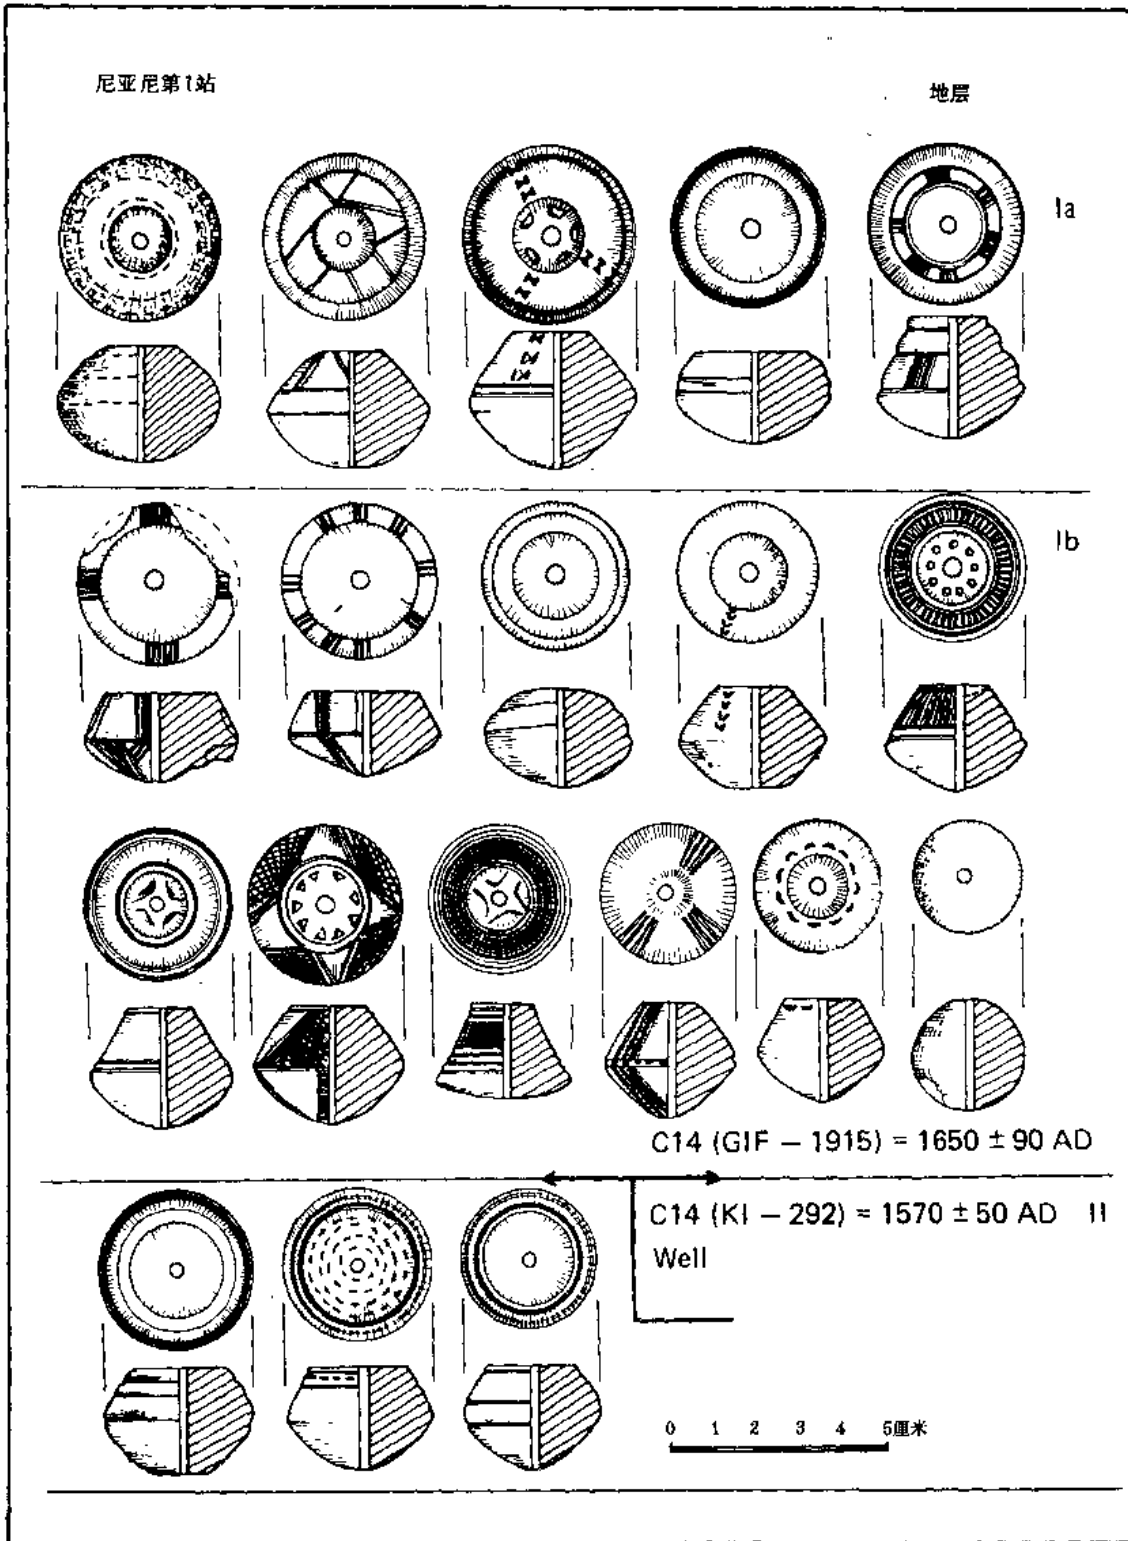 尼亚尼第1站
地层
Ia
Ib
C14 (GIF – 1915) = 1650 ± 90 AD
C14 (KI – 292) = 1570 ± 50 AD II
Well
0 1 2 3 4 5厘米